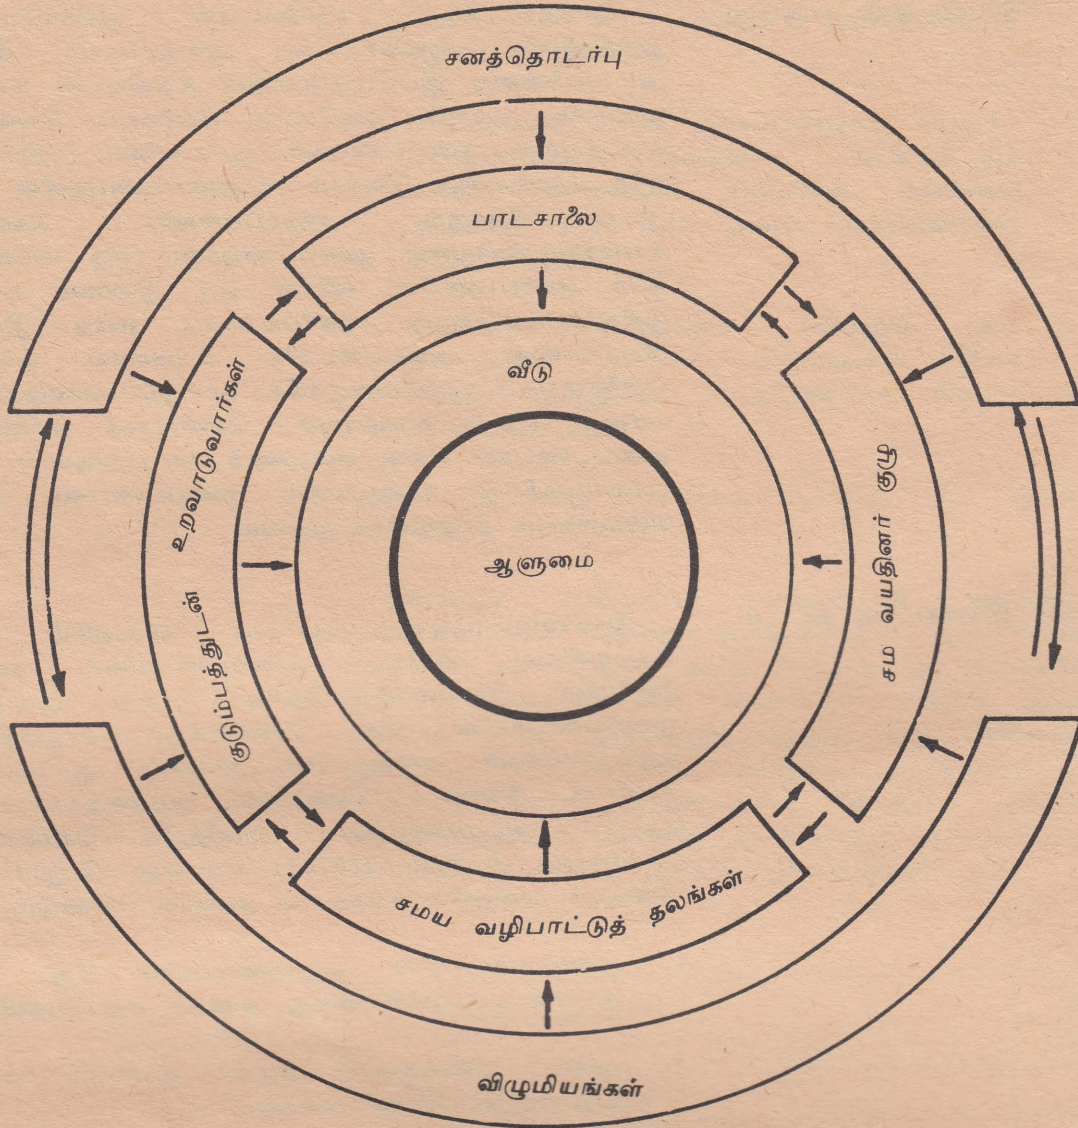 சனத்தொடர்பு
பாடசாலை
வீடு
குடும்பத்துடன் உறவாடுவார்கள்
ஆளுமை
சம வயதினர் குழு
சமய வழிபாட்டுத் தலங்கள்
விழுமியங்கள்